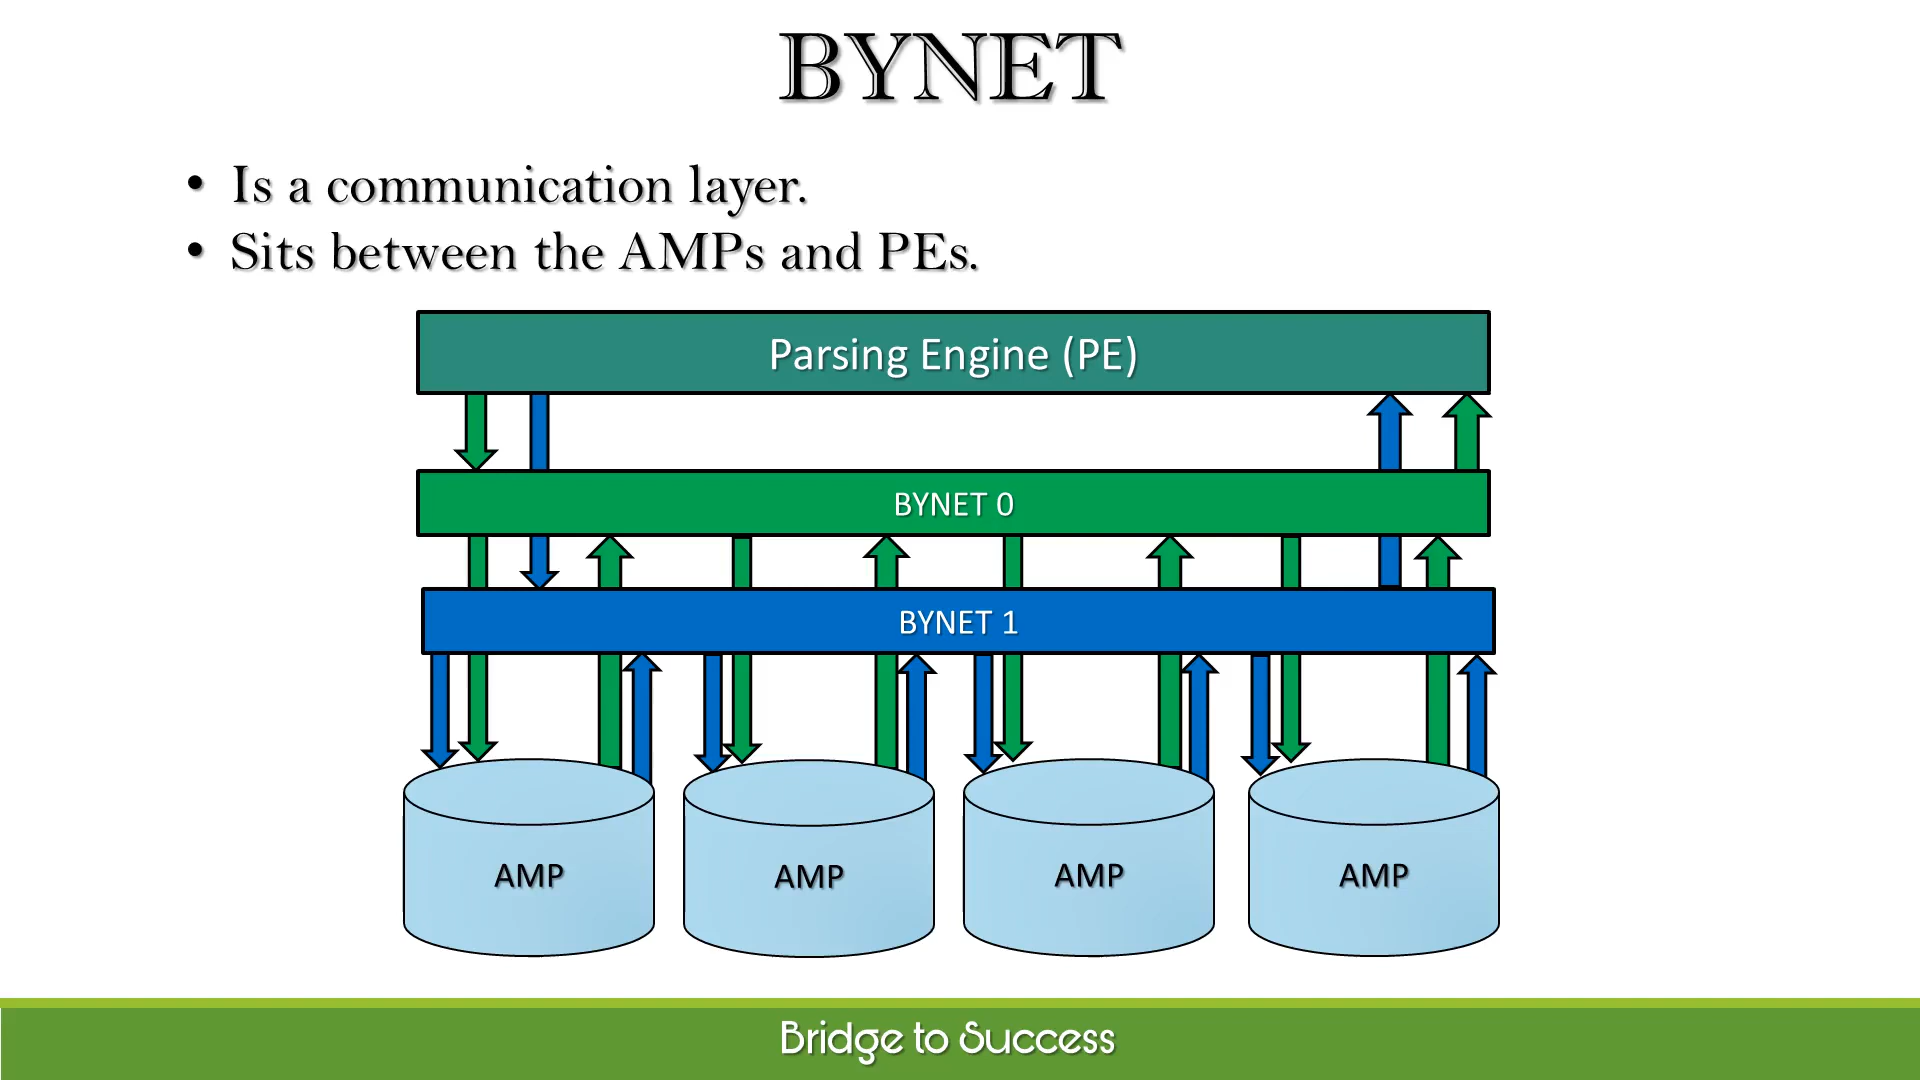 BYNET
• Is a communication layer.
• Sits between the AMPs and PEs.
Parsing Engine (PE)
BYNET 0
BYNET 1
AMP
AMP
AMP
AMP
Bridge to Success